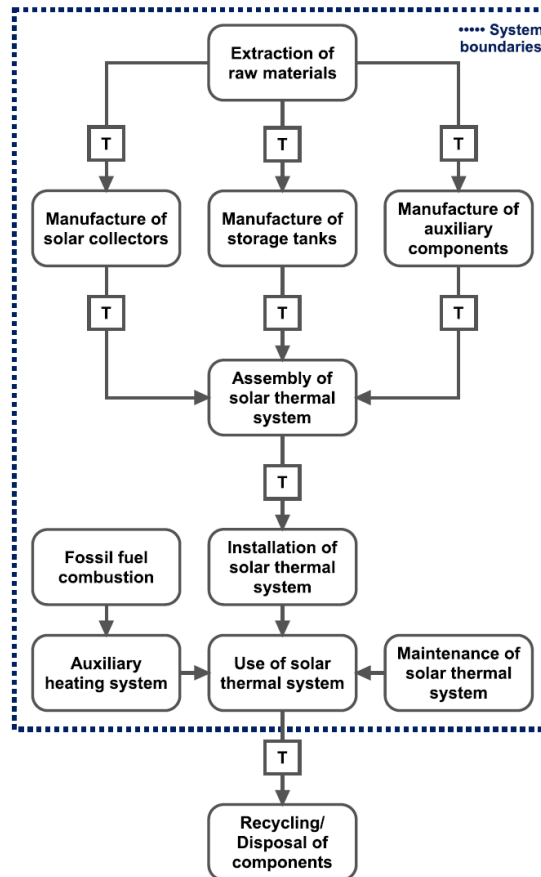 ••••• System
boundaries
Extraction of
raw materials
T
T
T
Manufacture of
solar collectors
Manufacture of
storage tanks
Manufacture of
auxiliary
components
T
T
T
Assembly of
solar thermal
system
T
Fossil fuel
combustion
Installation of
solar thermal
system
Auxiliary
heating system
Use of solar
thermal system
Maintenance of
solar thermal
system
T
Recycling/
Disposal of
components